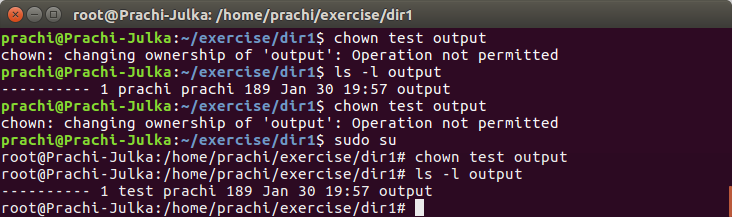 root@Prachi-Julka: /home/prachi/exercise/dir1
prachi@Prachi-Julka:~/exercise/dir1$ chown test output
chown: changing ownership of 'output': Operation not permitted
prachi@Prachi-Julka:~/exercise/dir1$ ls -l output
---------- 1 prachi prachi 189 Jan 30 19:57 output
prachi@Prachi-Julka:~/exercise/dir1$ chown test output
chown: changing ownership of 'output': Operation not permitted
prachi@Prachi-Julka:~/exercise/dir1$ sudo su
root@Prachi-Julka:/home/prachi/exercise/dir1# chown test output
root@Prachi-Julka:/home/prachi/exercise/dir1# ls -l output
---------- 1 test prachi 189 Jan 30 19:57 output
root@Prachi-Julka:/home/prachi/exercise/dir1#